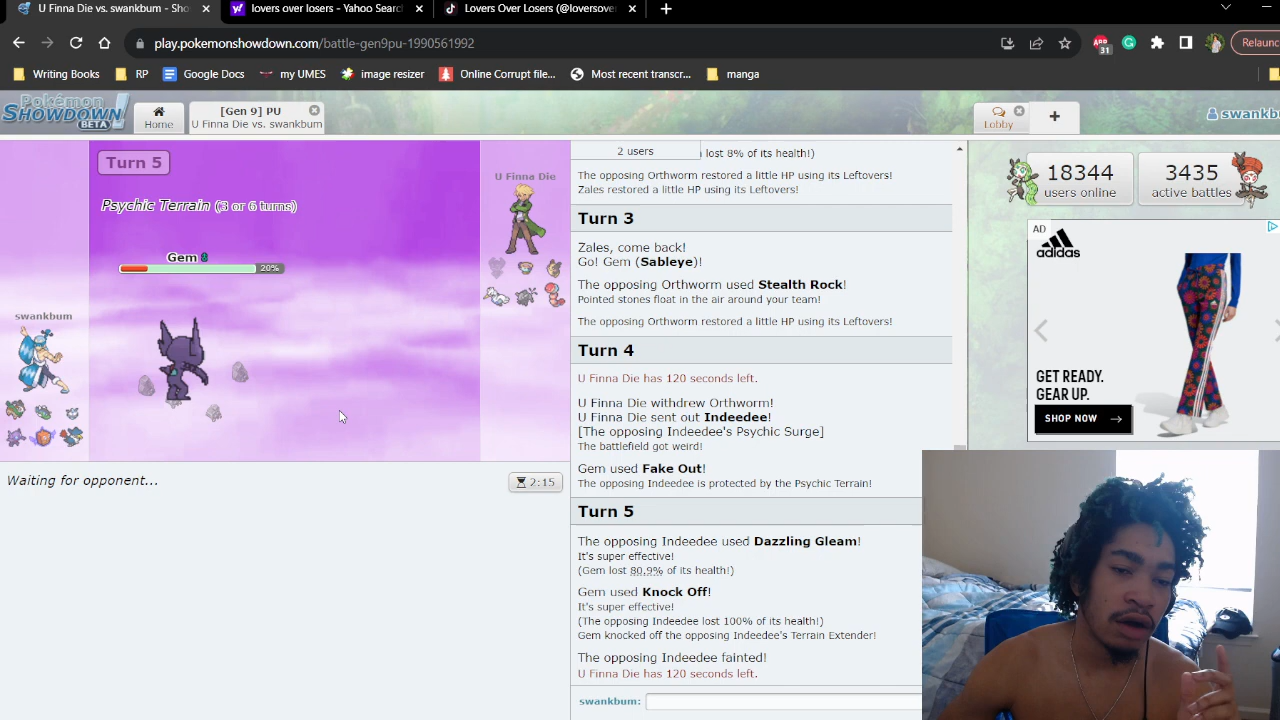 U Finna Die vs. swankbum - Sho
lovers over losers - Yahoo Searc
Lovers Over Losers (@loversove
play.pokemonshowdown.com/battle-gen9pu-1990561992
31
Relaunc
Writing Books
RP
Google Docs
my UMES
image resizer
Online Corrupt file...
Most recent transcr...
manga
Pokémon
SHOWDOWN!
BETA
Home
[Gen 9] PU
U Finna Die vs. swankbum
Lobby
swankbu
Turn 5
Psychic Terrain (3 or 6 turns)
Gem
20%
swankbum
U Finna Die
Waiting for opponent...
2:15
2 users
lost 8% of its health!)
The opposing Orthworm restored a little HP using its Leftovers!
Zales restored a little HP using its Leftovers!
Turn 3
Zales, come back!
Go! Gem (Sableye)!
The opposing Orthworm used Stealth Rock!
Pointed stones float in the air around your team!
The opposing Orthworm restored a little HP using its Leftovers!
Turn 4
U Finna Die has 120 seconds left.
U Finna Die withdrew Orthworm!
U Finna Die sent out Indeedee!
[The opposing Indeedee's Psychic Surge]
The battlefield got weird!
Gem used Fake Out!
The opposing Indeedee is protected by the Psychic Terrain!
Turn 5
The opposing Indeedee used Dazzling Gleam!
It's super effective!
(Gem lost 80.9% of its health!)
Gem used Knock Off!
It's super effective!
(The opposing Indeedee lost 100% of its health!)
Gem knocked off the opposing Indeedee's Terrain Extender!
The opposing Indeedee fainted!
U Finna Die has 120 seconds left.
swankbum:
18344
users online
3435
active battles
AD
adidas
GET READY.
GEAR UP.
SHOP NOW